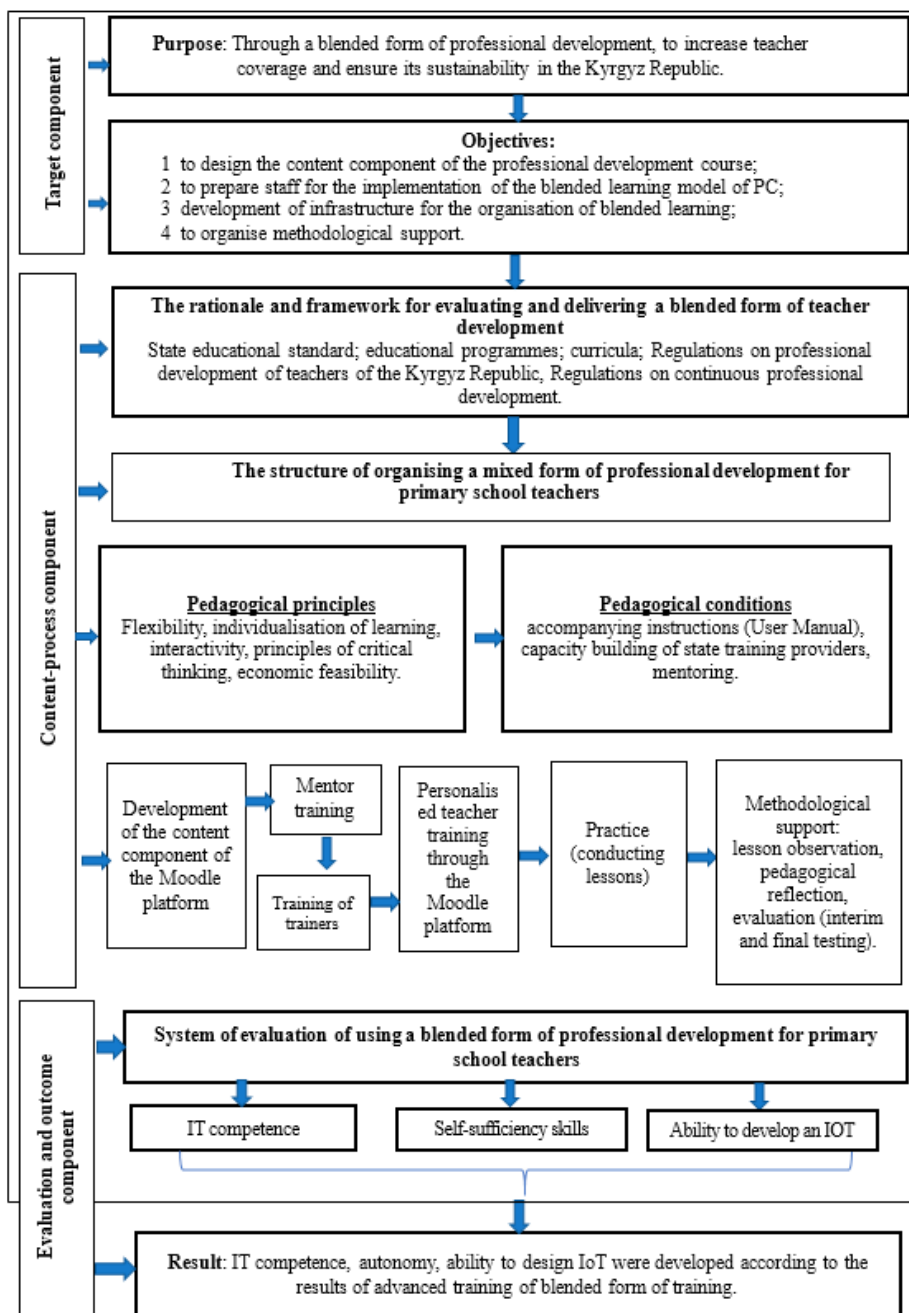 Target component
Purpose: Through a blended form of professional development, to increase teacher
coverage and ensure its sustainability in the Kyrgyz Republic.
Objectives:
1 to design the content component of the professional development course;
2 to prepare staff for the implementation of the blended learning model of PC;
3 development of infrastructure for the organisation of blended learning;
4 to organise methodological support.
Content-process component
The rationale and framework for evaluating and delivering a blended form of teacher
development
State educational standard; educational programmes; curricula; Regulations on professional
development of teachers of the Kyrgyz Republic, Regulations on continuous professional
development.
The structure of organising a mixed form of professional development for
primary school teachers
Pedagogical principles
Flexibility, individualisation of learning,
interactivity, principles of critical
thinking, economic feasibility.
Pedagogical conditions
accompanying instructions (User Manual),
capacity building of state training providers,
mentoring.
Development
of the content
component of
the Moodle
platform
Mentor
training
Training of
trainers
Personalis
ed teacher
training
through
the
Moodle
platform
Practice
(conducting
lessons)
Methodological
support:
lesson observation,
pedagogical
reflection,
evaluation (interim
and final testing).
Evaluation and outcome
component
System of evaluation of using a blended form of professional development for primary
school teachers
IT competence
Self-sufficiency skills
Ability to develop an IOT
Result: IT competence, autonomy, ability to design IoT were developed according to the
results of advanced training of blended form of training.